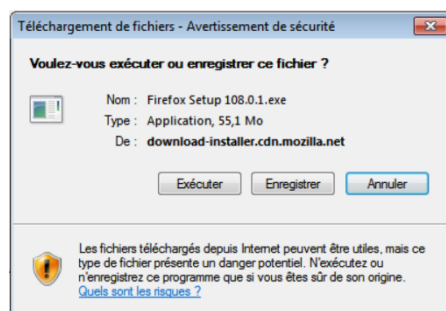 Téléchargement de fichiers - Avertissement de sécurité
Voulez-vous exécuter ou enregistrer ce fichier ?
Nom : Firefox Setup 108.0.1.exe
Type : Application, 55,1 Mo
De : download-installer.cdn.mozilla.net
Exécuter Enregistrer Annuler
Les fichiers téléchargés depuis Internet peuvent être utiles, mais ce
type de fichier présente un danger potentiel. N'exécutez ou
n'enregistrez ce programme que si vous êtes sûr de son origine.
Quels sont les risques ?